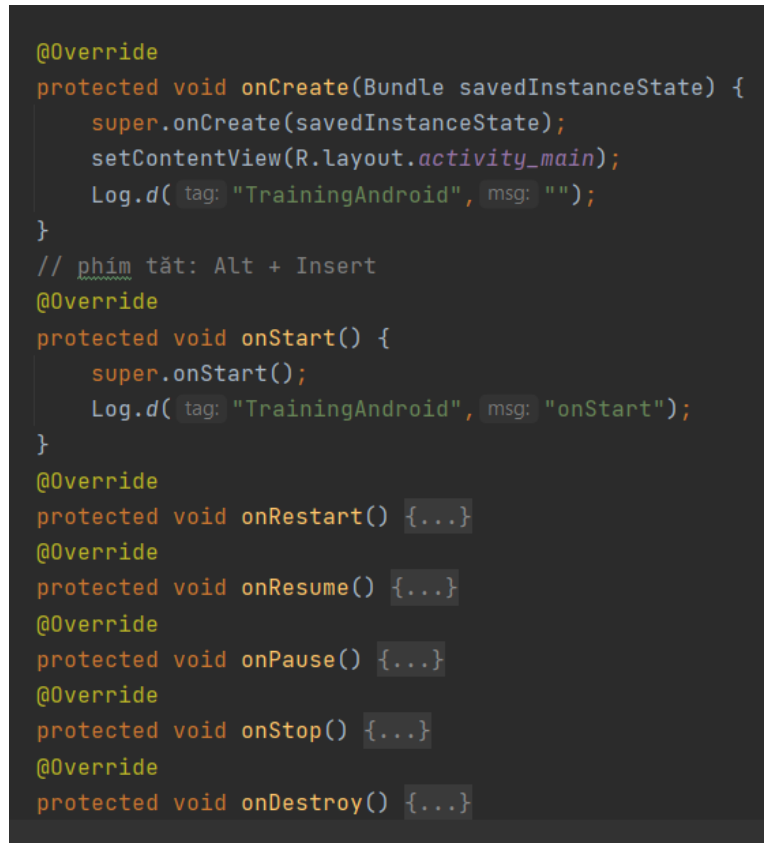 @Override
protected void onCreate(Bundle savedInstanceState) {
super.onCreate(savedInstanceState);
setContentView(R.layout.activity_main);
Log.d( tag: "TrainingAndroid", msg: "");
}
// phím tăt: Alt + Insert
@Override
protected void onStart() {
super.onStart();
Log.d( tag: "TrainingAndroid", msg: "onStart");
}
@Override
protected void onRestart() {...}
@Override
protected void onResume() {...}
@Override
protected void onPause() {...}
@Override
protected void onStop() {...}
@Override
protected void onDestroy() {...}